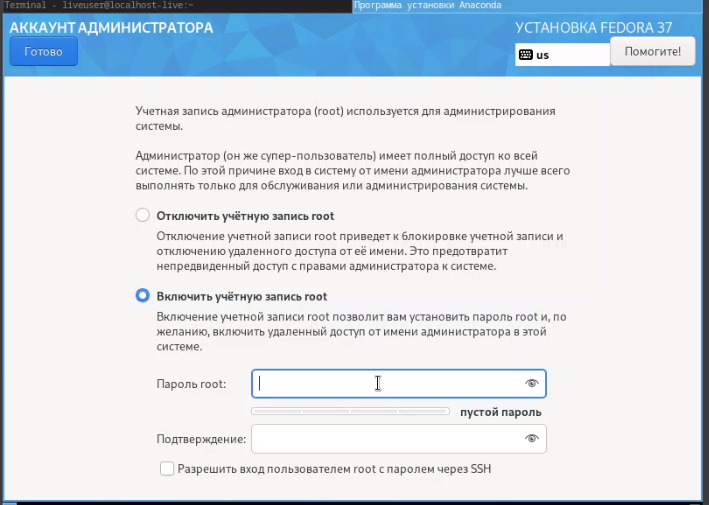 Terminal - liveuser@localhost-live:~
Программа установки Anaconda
АККАУНТ АДМИНИСТРАТОРА
УСТАНОВКА FEDORA 37
Готово
us
Помогите!
Учетная запись администратора (root) используется для администрирования
системы.
Администратор (он же супер-пользователь) имеет полный доступ ко всей
системе. По этой причине вход в систему от имени администратора лучше всего
выполнять только для обслуживания или администрирования системы.
Отключить учётную запись root
Отключение учетной записи root приведет к блокировке учетной записи и
отключению удаленного доступа от её имени. Это предотвратит
непредвиденный доступ с правами администратора к системе.
Включить учётную запись root
Включение учетной записи root позволит вам установить пароль root и, по
желанию, включить удаленный доступ от имени администратора в этой
системе.
Пароль root:
пустой пароль
Подтверждение:
Разрешить вход пользователем root с паролем через SSH